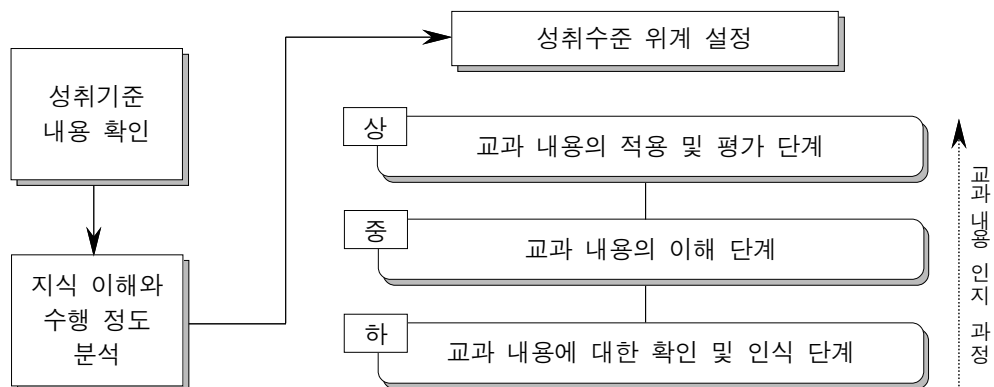 성취기준
내용 확인
지식 이해와
수행 정도
분석
성취수준 위계 설정
상
교과 내용의 적용 및 평가 단계
중
교과 내용의 이해 단계
하
교과 내용에 대한 확인 및 인식 단계
교과 내용 인지 과정